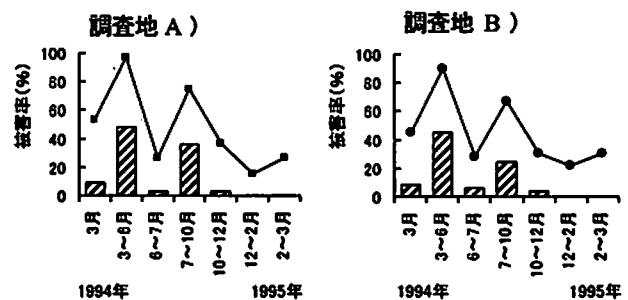 調査地 A )
被害率(%)
100
80
60
40
20
0
3月
3〜6月
6〜7月
7〜10月
10〜12月
12〜2月
2〜3月
1994年
1995年
調査地 B )
被害率(%)
100
80
60
40
20
0
3月
3〜6月
6〜7月
7〜10月
10〜12月
12〜2月
2〜3月
1994年
1995年